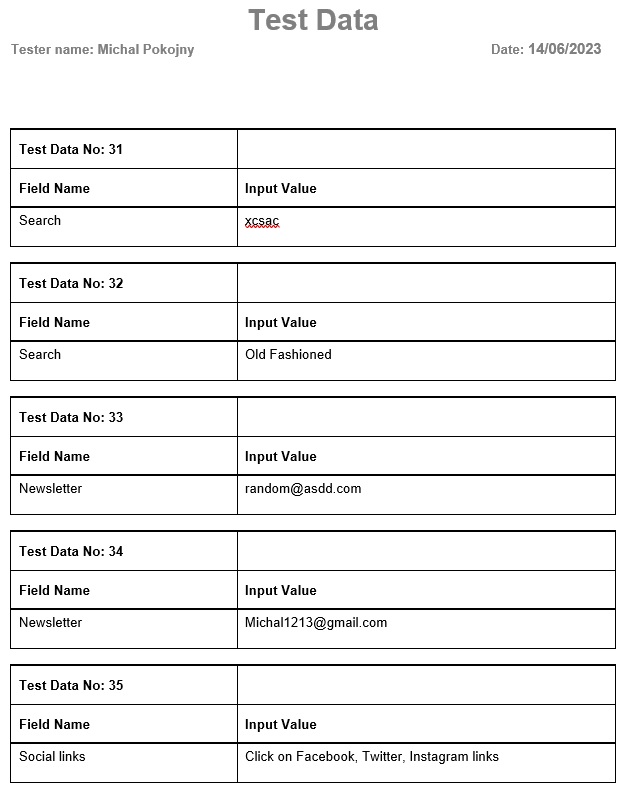 Test Data
Tester name: Michal Pokojny Date: 14/06/2023
Test Data No: 31
Field Name Input Value
Search xcsac
Test Data No: 32
Field Name Input Value
Search Old Fashioned
Test Data No: 33
Field Name Input Value
Newsletter random@asdd.com
Test Data No: 34
Field Name Input Value
Newsletter Michal1213@gmail.com
Test Data No: 35
Field Name Input Value
Social links Click on Facebook, Twitter, Instagram links